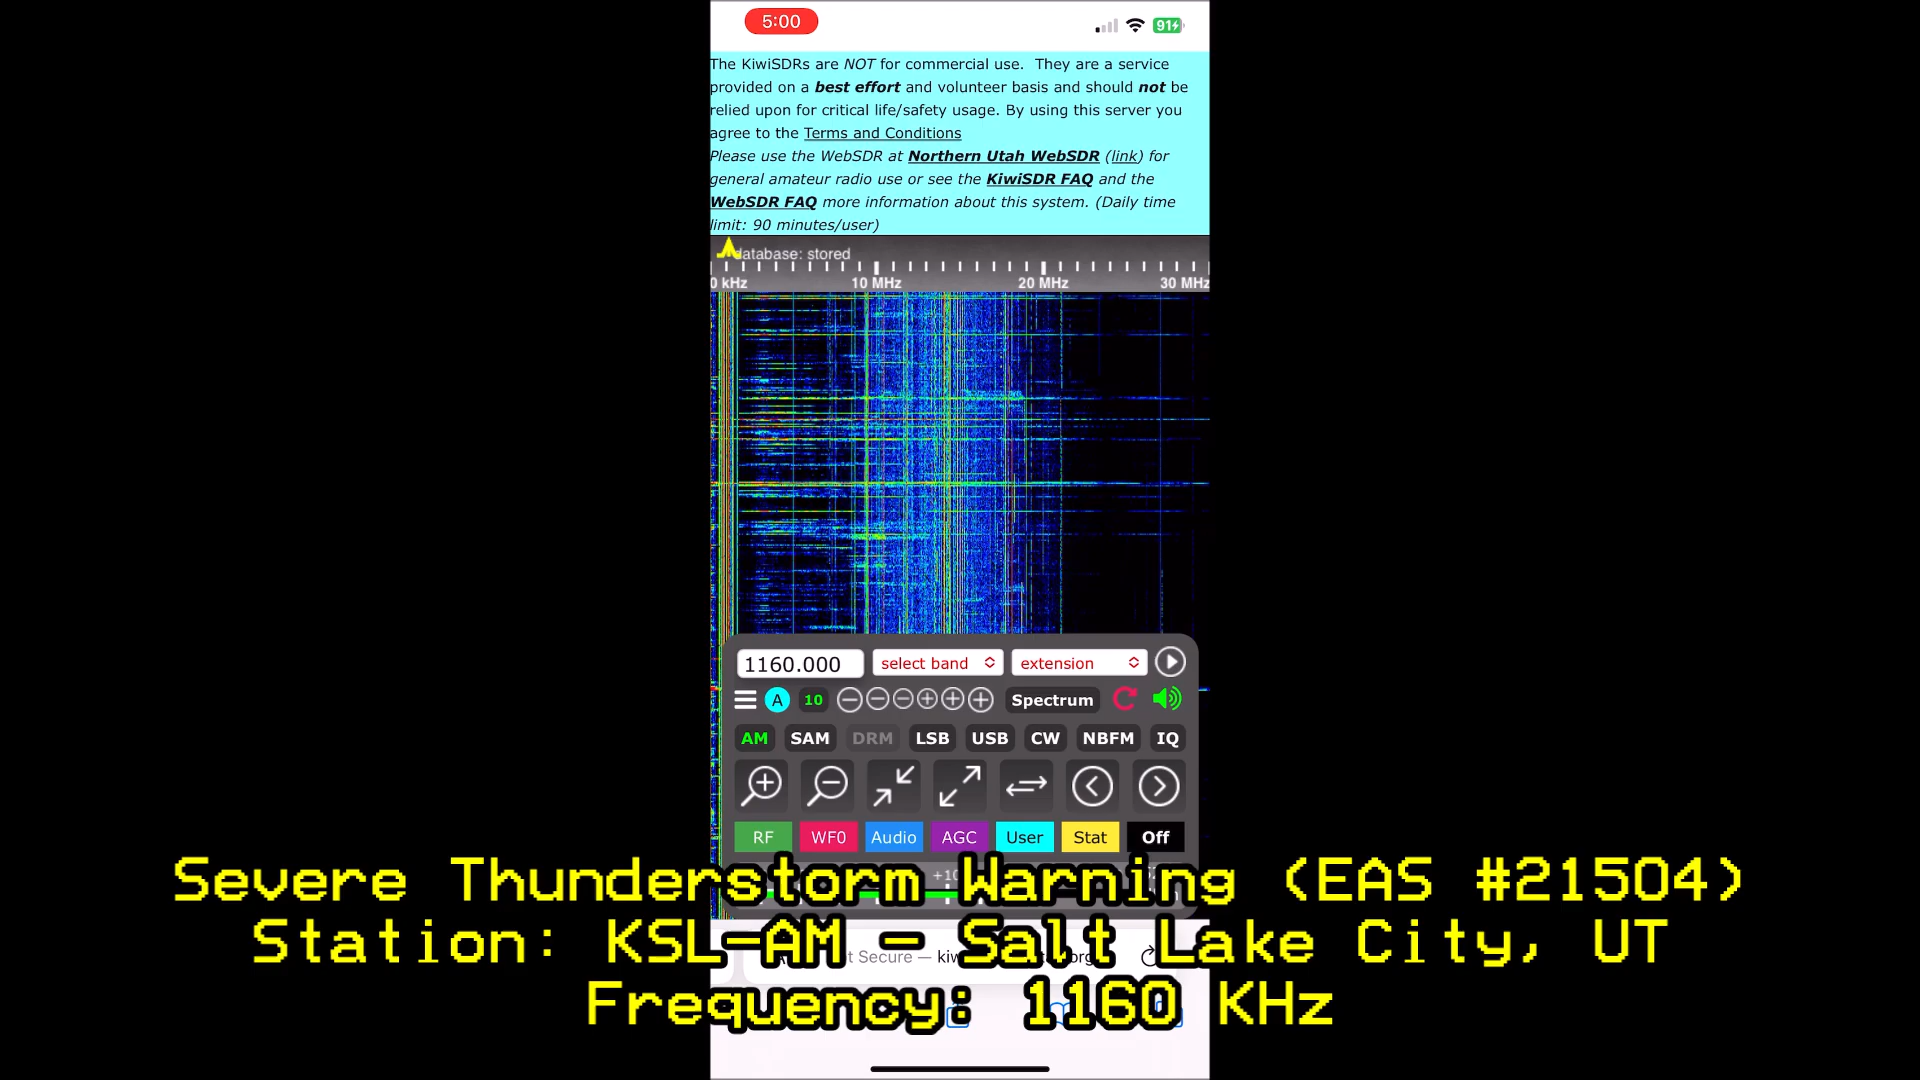 5:00
91
The KiwiSDRs are NOT for commercial use. They are a service
provided on a best effort and volunteer basis and should not be
relied upon for critical life/safety usage. By using this server you
agree to the Terms and Conditions
Please use the WebSDR at Northern Utah WebSDR (link) for
general amateur radio use or see the KiwiSDR FAQ and the
WebSDR FAQ more information about this system. (Daily time
limit: 90 minutes/user)
database: stored
0 kHz 10 MHz 20 MHz 30 MHz
1160.000 select band extension
A 10 Spectrum
AM SAM DRM LSB USB CW NBFM IQ
RF WF0 Audio AGC User Stat Off
Severe Thunderstorm Warning (EAS #21504)
Station: KSL-AM - Salt Lake City, UT
Secure —
Frequency: 1160 KHz